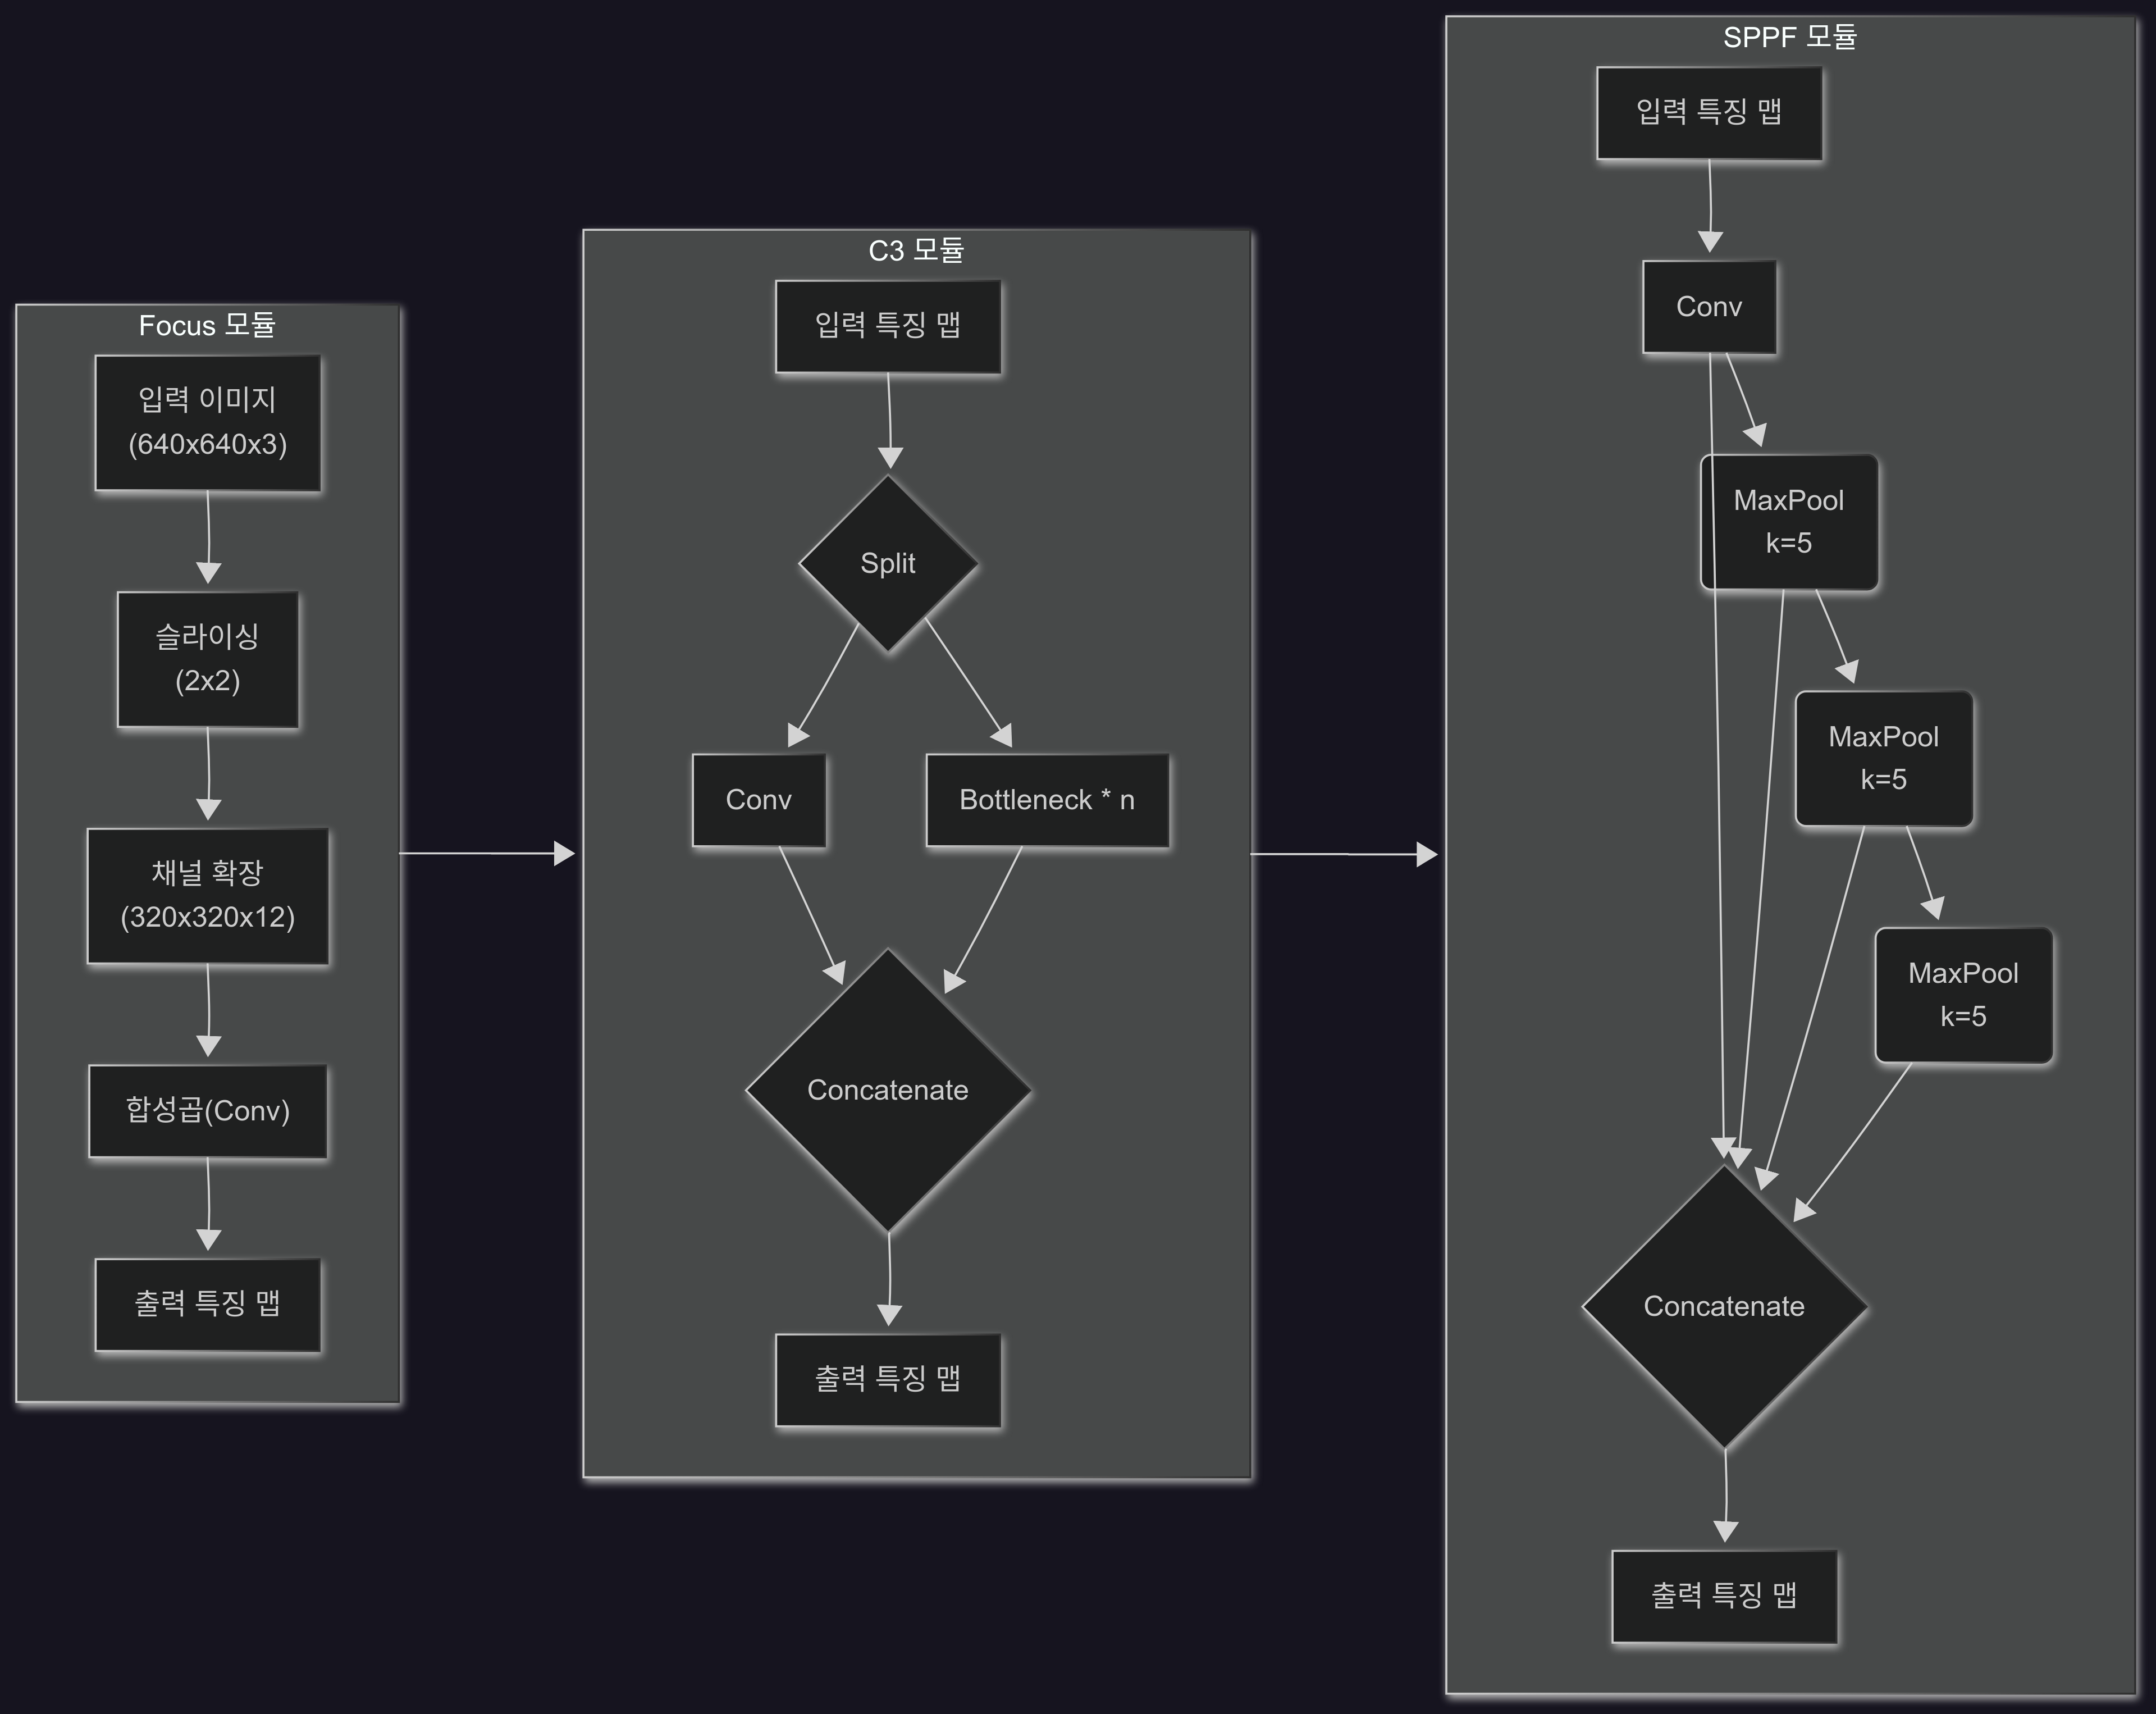 Focus 모듈
입력 이미지
(640x640x3)
슬라이싱
(2x2)
채널 확장
(320x320x12)
합성곱(Conv)
출력 특징 맵
C3 모듈
입력 특징 맵
Split
Conv
Bottleneck * n
Concatenate
출력 특징 맵
SPPF 모듈
입력 특징 맵
Conv
MaxPool
k=5
MaxPool
k=5
MaxPool
k=5
Concatenate
출력 특징 맵